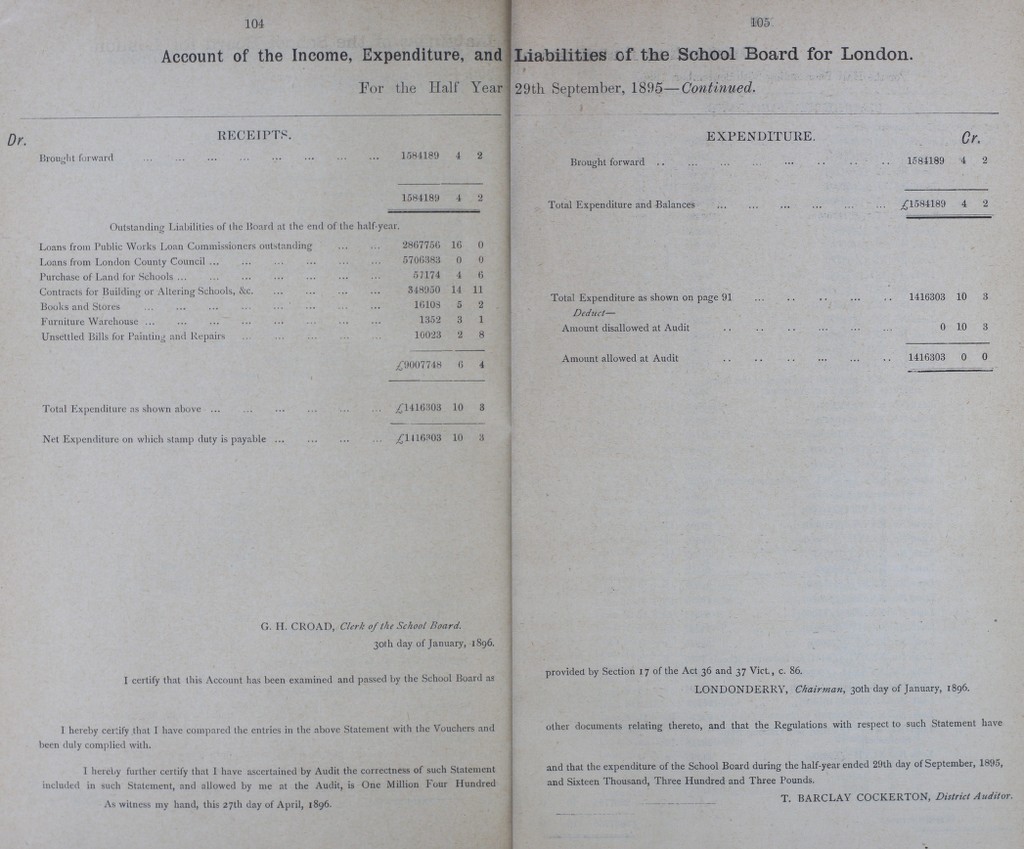 104
Account of the Income, Expenditure, and
For the Half Year
Dr.
RECEIPTS.
Brought forward ... ... ... ... ... ... ... ... 1584189 4 2
1584189 4 2
Outstanding Liabilities of the Board at the end of the half-year.
Loans from Public Works Loan Commissioners outstanding ... ... 2867756 16 0
Loans from London County Council ... ... ... ... ... ... 5706383 0 0
Purchase of Land for Schools ... ... ... ... ... ... ... 57174 4 6
Contracts for Building or Altering Schools, &c. ... ... ... ... 348950 14 11
Books and Stores ... ... ... ... ... ... ... ... 16108 5 2
Furniture Warehouse ... ... ... ... ... ... ... ... 1352 3 1
Unsettled Bills for Painting and Repairs ... ... ... ... ... 10023 2 8
£9007748 6 4
Total Expenditure as shown above ... ... ... ... ... ... £1416303 10 3
Net Expenditure on which stamp duty is payable ... ... ... ... £1416303 10 3
G. H. CROAD, Clerk of the School Board.
30th day of January, 1896.
I certify that this Account has been examined and passed by the School Board as
I hereby certify that I have compared the entries in the above Statement with the Vouchers and
been duly complied with.
I hereby further certify that I have ascertained by Audit the correctness of such Statement
included in such Statement, and allowed by me at the Audit, is One Million Four Hundred
As witness my hand, this 27th day of April, 1896.
105
Liabilities of the School Board for London.
29th September, 1895—Continued.
EXPENDITURE.
Cr.
Brought forward .. ... ... ... ... .. .. .. 1584189 4 2
Total Expenditure and Balances ... ... ... ... ... ... £1584189 4 2
Total Expenditure as shown on page 91 ... .. .. ... .. 1416303 10 3
Deduct—
Amount disallowed at Audit .. .. ... ... ... ... 0 10 3
Amount allowed at Audit .. .. .. ... ... .. 1416303 0 0
provided by Section 17 of the Act 36 and 37 Vict., c. 86.
LONDONDERRY, Chairman, 30th day of January, 1896.
other documents relating thereto, and that the Regulations with respect to such Statement have
and that the expenditure of the School Board during the half-year ended 29th day of September, 1895,
and Sixteen Thousand, Three Hundred and Three Pounds.
T. BARCLAY COCKERTON, District Auditor.